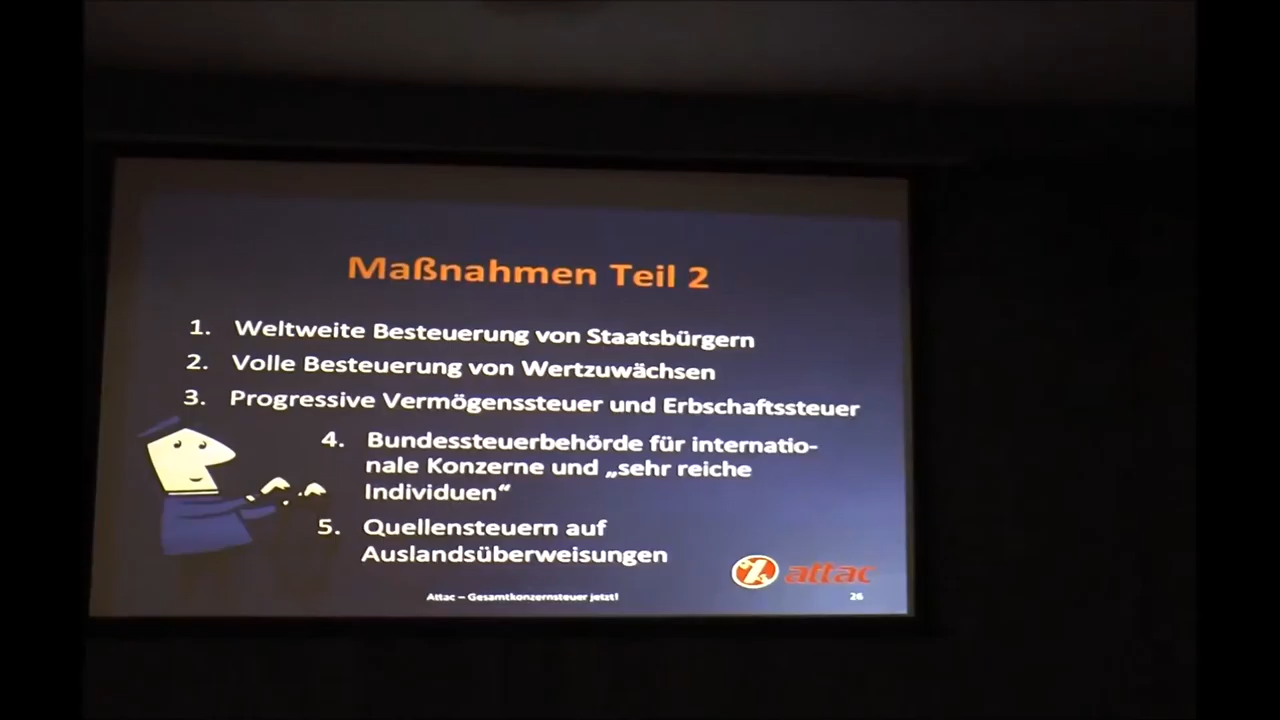 Maßnahmen Teil 2
1. Weltweite Besteuerung von Staatsbürgern
2. Volle Besteuerung von Wertzuwächsen
3. Progressive Vermögenssteuer und Erbschaftssteuer
4. Bundessteuerbehörde für internatio-
nale Konzerne und „sehr reiche
Individuen“
5. Quellensteuern auf
Auslandsüberweisungen
attac
Attac – Gesamtkonzernsteuer jetzt!
26